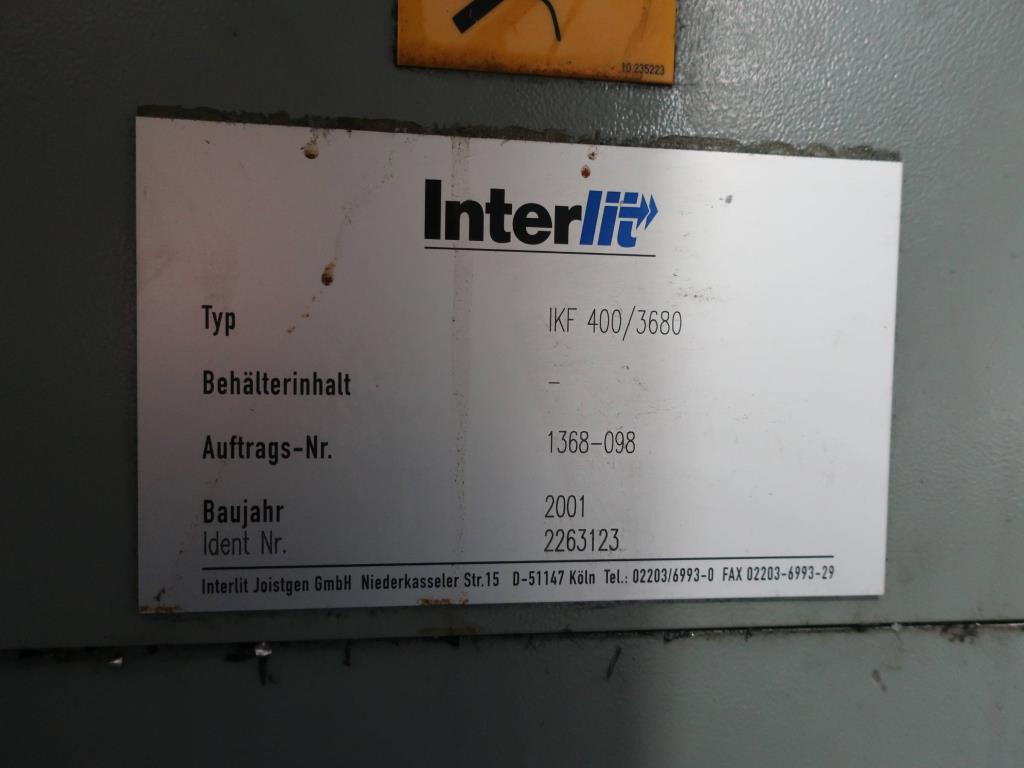 10 235223
Interlit
Typ IKF 400/3680
Behälterinhalt -
Auftrags-Nr. 1368-098
Baujahr 2001
Ident Nr. 2263123
Interlit Joistgen GmbH Niederkasseler Str.15 D-51147 Köln Tel.: 02203/6993-0 FAX 02203-6993-29